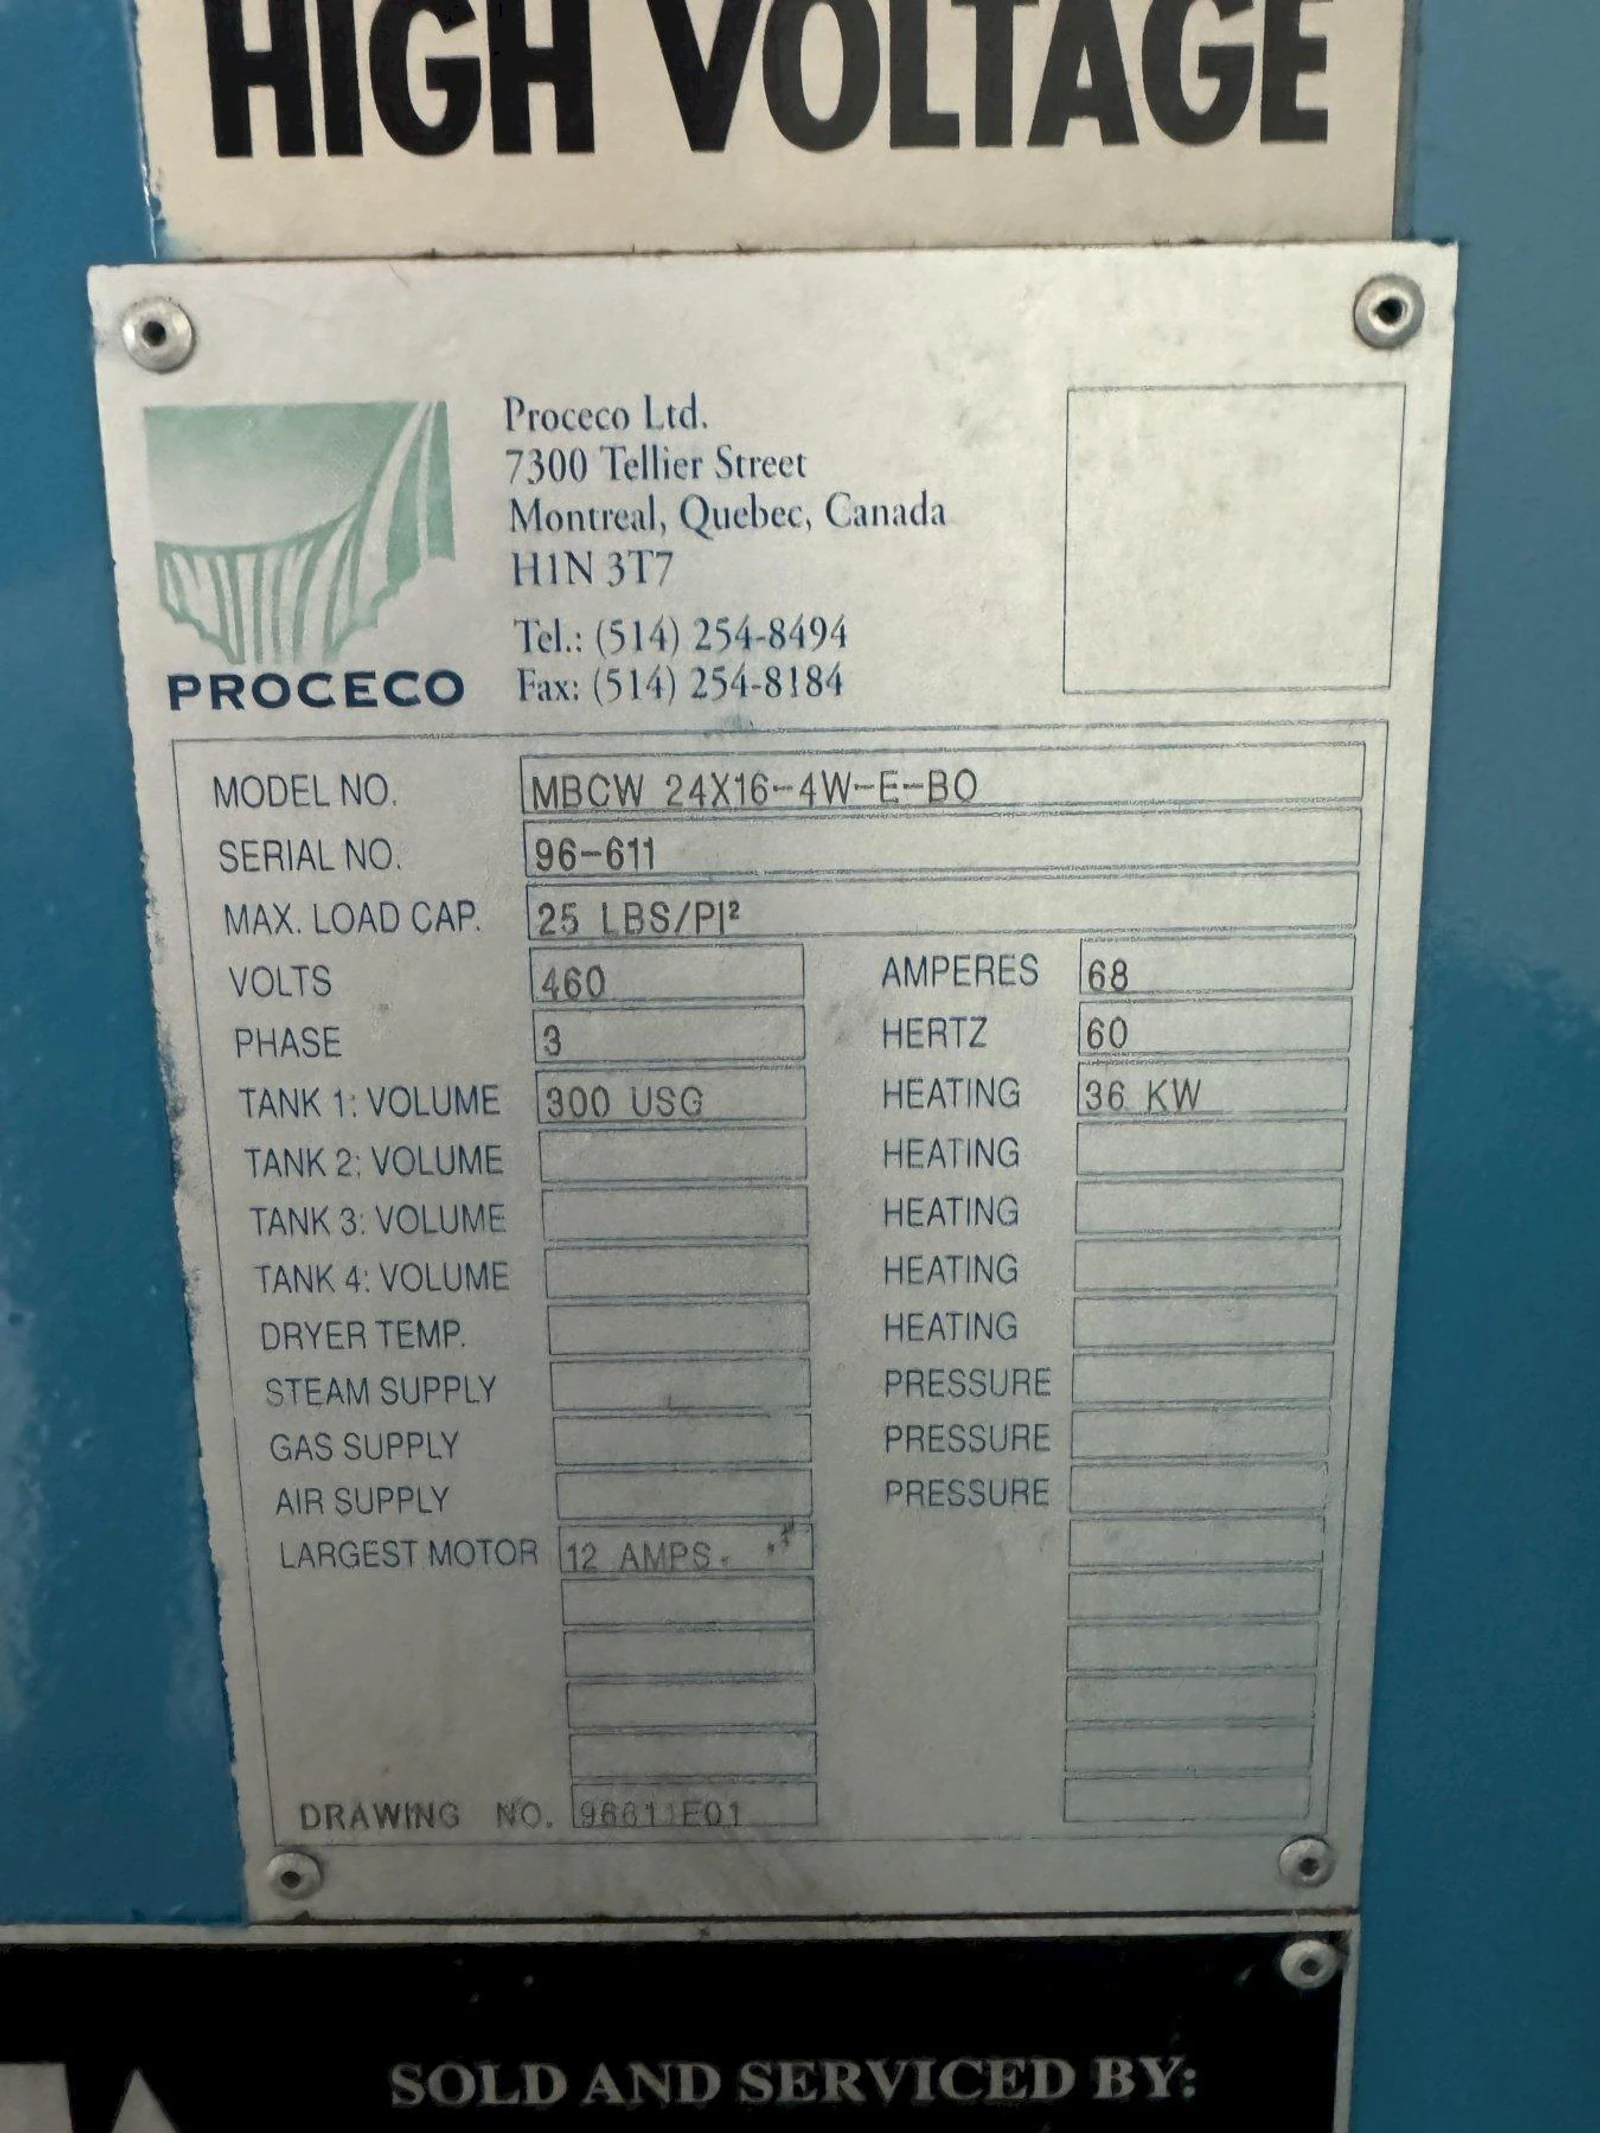 HIGH VOLTAGE
Proceco Ltd.
7300 Tellier Street
Montreal, Quebec, Canada
H1N 3T7
Tel.: (514) 254-8494
Fax: (514) 254-8184
PROCECO
MODEL NO. MBCW 24X16-4W-E-BO
SERIAL NO. 96-611
MAX. LOAD CAP. 25 LBS/PI²
VOLTS 460 AMPERES 68
PHASE 3 HERTZ 60
TANK 1: VOLUME 300 USG HEATING 36 KW
TANK 2: VOLUME HEATING
TANK 3: VOLUME HEATING
TANK 4: VOLUME HEATING
DRYER TEMP. HEATING
STEAM SUPPLY PRESSURE
GAS SUPPLY PRESSURE
AIR SUPPLY PRESSURE
LARGEST MOTOR 12 AMPS.
DRAWING NO. 96611E01
SOLD AND SERVICED BY: